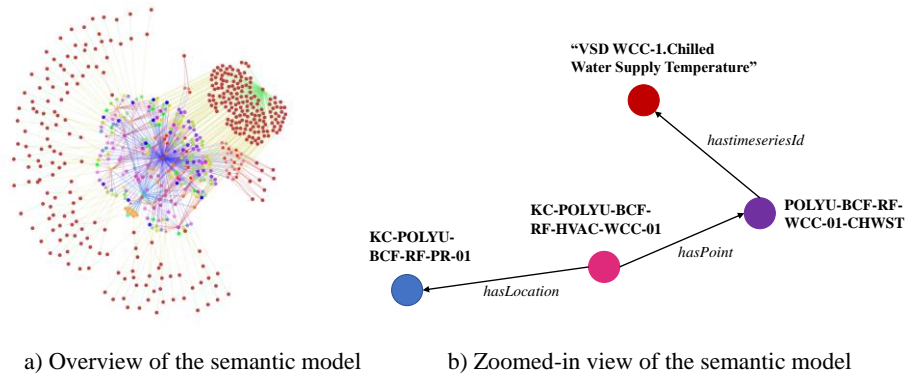 “VSD WCC-1.Chilled
Water Supply Temperature”
hastimeseriesId
KC-POLYU-BCF-
RF-HVAC-WCC-01
POLYU-BCF-RF-
WCC-01-CHWST
KC-POLYU-
BCF-RF-PR-01
hasPoint
hasLocation
a) Overview of the semantic model
b) Zoomed-in view of the semantic model